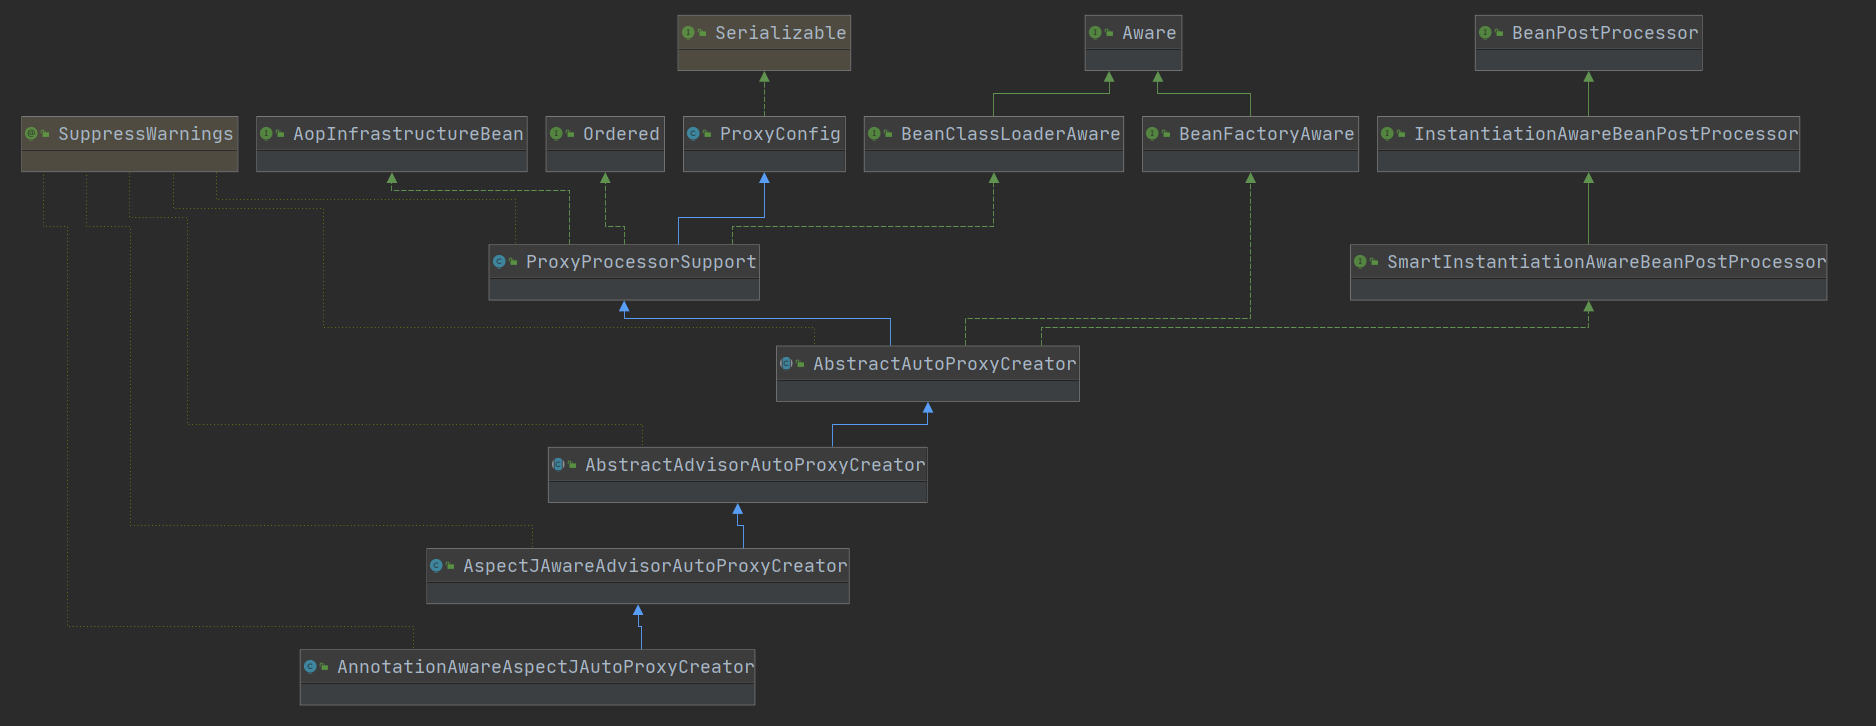 Serializable
Aware
BeanPostProcessor
SuppressWarnings
AopInfrastructureBean
Ordered
ProxyConfig
BeanClassLoaderAware
BeanFactoryAware
InstantiationAwareBeanPostProcessor
ProxyProcessorSupport
SmartInstantiationAwareBeanPostProcessor
AbstractAutoProxyCreator
AbstractAdvisorAutoProxyCreator
AspectJAwareAdvisorAutoProxyCreator
AnnotationAwareAspectJAutoProxyCreator